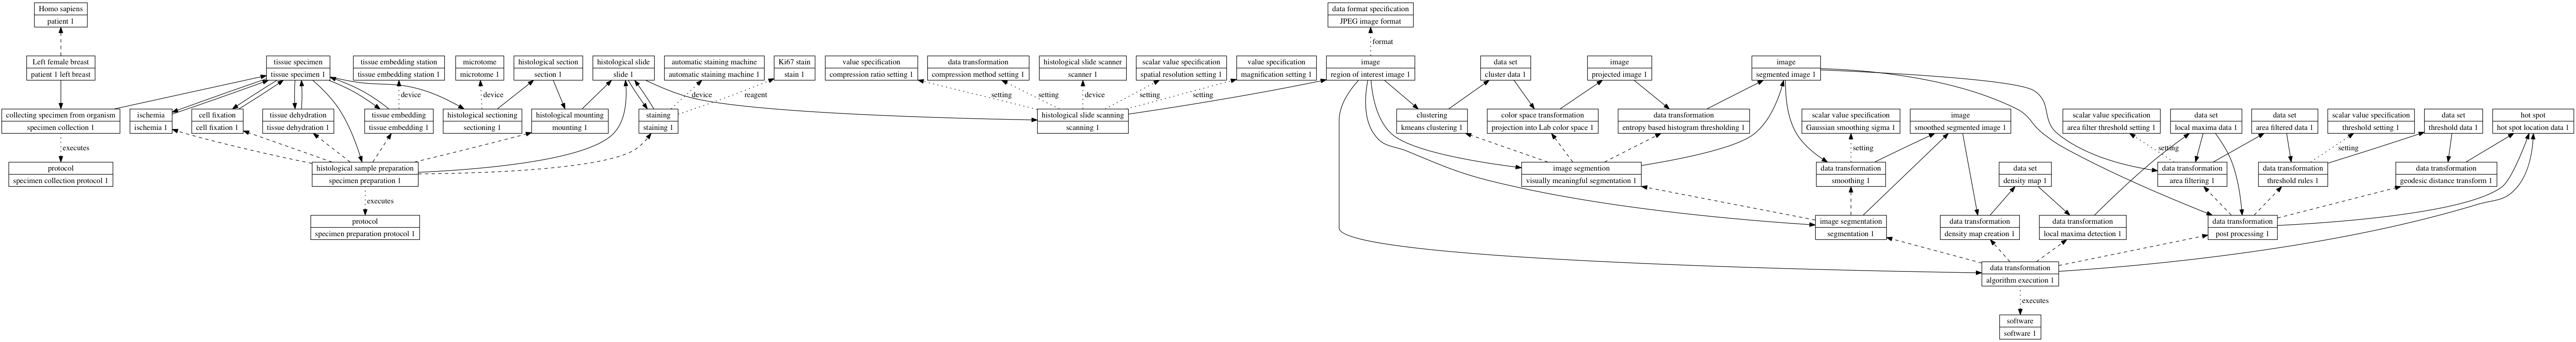 Homo sapiens
patient 1
data format specification
JPEG image format
format
Left female breast
patient 1 left breast
tissue specimen
tissue specimen 1
tissue embedding station
tissue embedding station 1
microtome
microtome 1
histological section
section 1
histological slide
slide 1
automatic staining machine
automatic staining machine 1
Ki67 stain
stain 1
value specification
compression ratio setting 1
data transformation
compression method setting 1
histological slide scanner
scanner 1
scalar value specification
spatial resolution setting 1
value specification
magnification setting 1
image
region of interest image 1
data set
cluster data 1
image
projected image 1
image
segmented image 1
device
device
device
reagent
setting
setting
device
setting
setting
collecting specimen from organism
specimen collection 1
ischemia
ischemia 1
cell fixation
cell fixation 1
tissue dehydration
tissue dehydration 1
tissue embedding
tissue embedding 1
histological sectioning
sectioning 1
histological mounting
mounting 1
staining
staining 1
histological slide scanning
scanning 1
clustering
kmeans clustering 1
color space transformation
projection into Lab color space 1
data transformation
entropy based histogram thresholding 1
scalar value specification
Gaussian smoothing sigma 1
image
smoothed segmented image 1
scalar value specification
area filter threshold setting 1
data set
local maxima data 1
data set
area filtered data 1
scalar value specification
threshold setting 1
data set
threshold data 1
hot spot
hot spot location data 1
executes
setting
setting
setting
protocol
specimen collection protocol 1
histological sample preparation
specimen preparation 1
image segmention
visually meaningful segmentation 1
data transformation
smoothing 1
data set
density map 1
data transformation
area filtering 1
data transformation
threshold rules 1
data transformation
geodesic distance transform 1
executes
protocol
specimen preparation protocol 1
image segmentation
segmentation 1
data transformation
density map creation 1
data transformation
local maxima detection 1
data transformation
post processing 1
data transformation
algorithm execution 1
executes
software
software 1